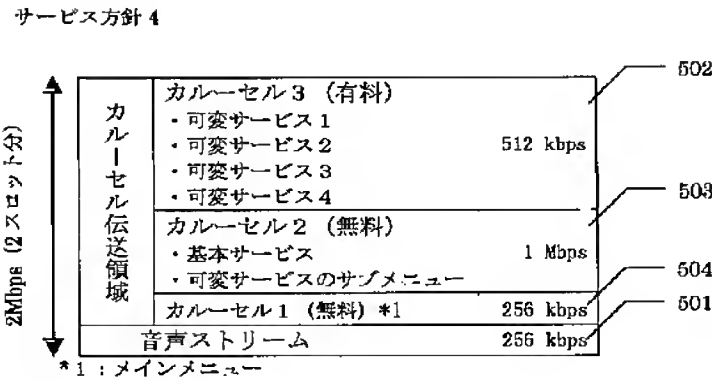 サービス方針 4
502
カルーセル 3 (有料)
・可変サービス 1
・可変サービス 2 512 kbps
・可変サービス 3
・可変サービス 4
503
カルーセル 2 (無料)
・基本サービス 1 Mbps
・可変サービスのサブメニュー
504
カルーセル 1 (無料) *1 256 kbps
501
音声ストリーム 256 kbps
カルーセル伝送領域
2Mbps (2スロット分)
*1 : メインメニュー